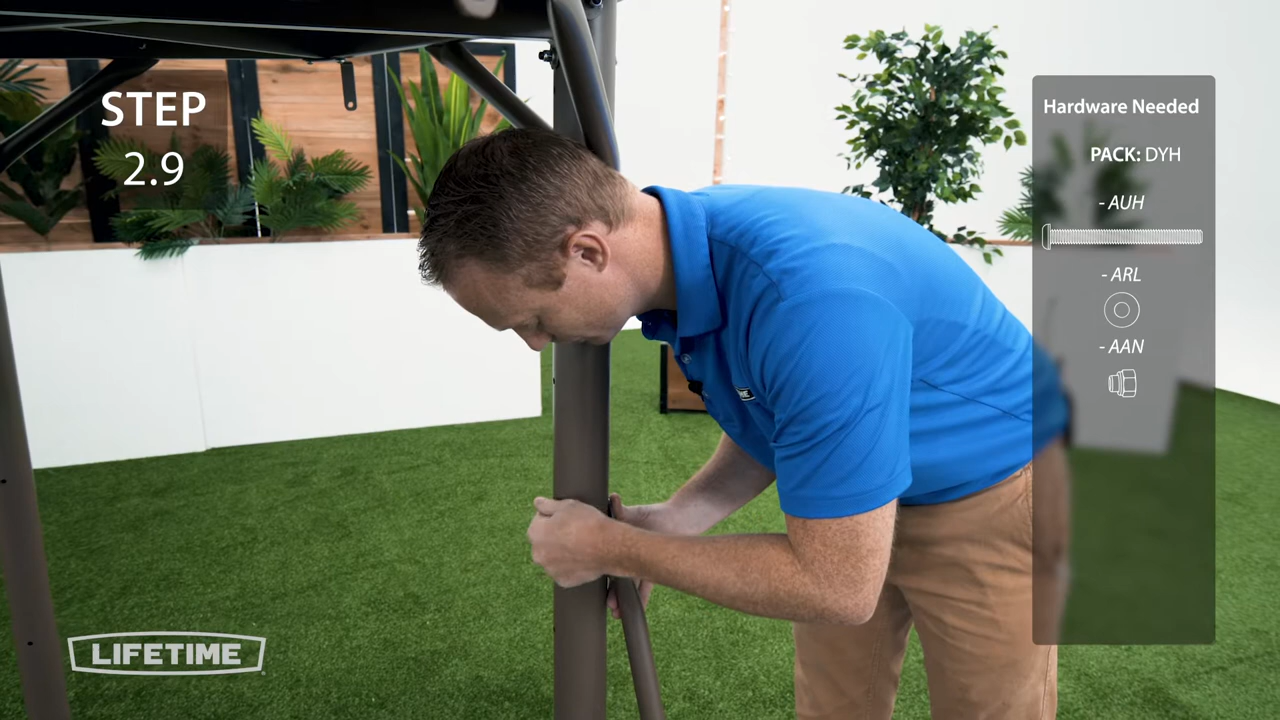 STEP
2.9
Hardware Needed
PACK: DYH
- AUH
- ARL
- AAN
LIFETIME